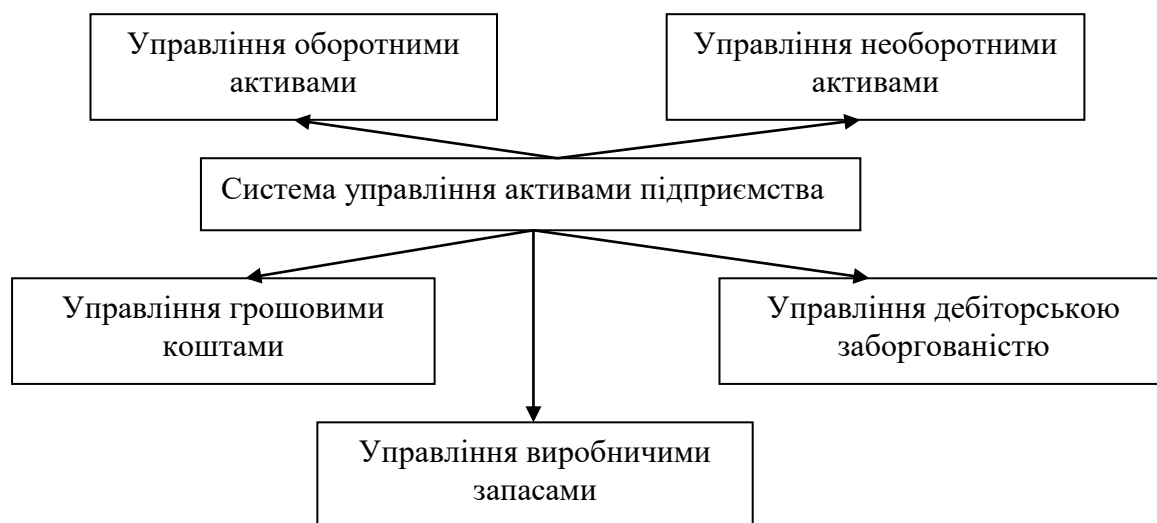 Управління оборотними
активами
Управління необоротними
активами
Система управління активами підприємства
Управління грошовими
коштами
Управління дебіторською
заборгованістю
Управління виробничими
запасами